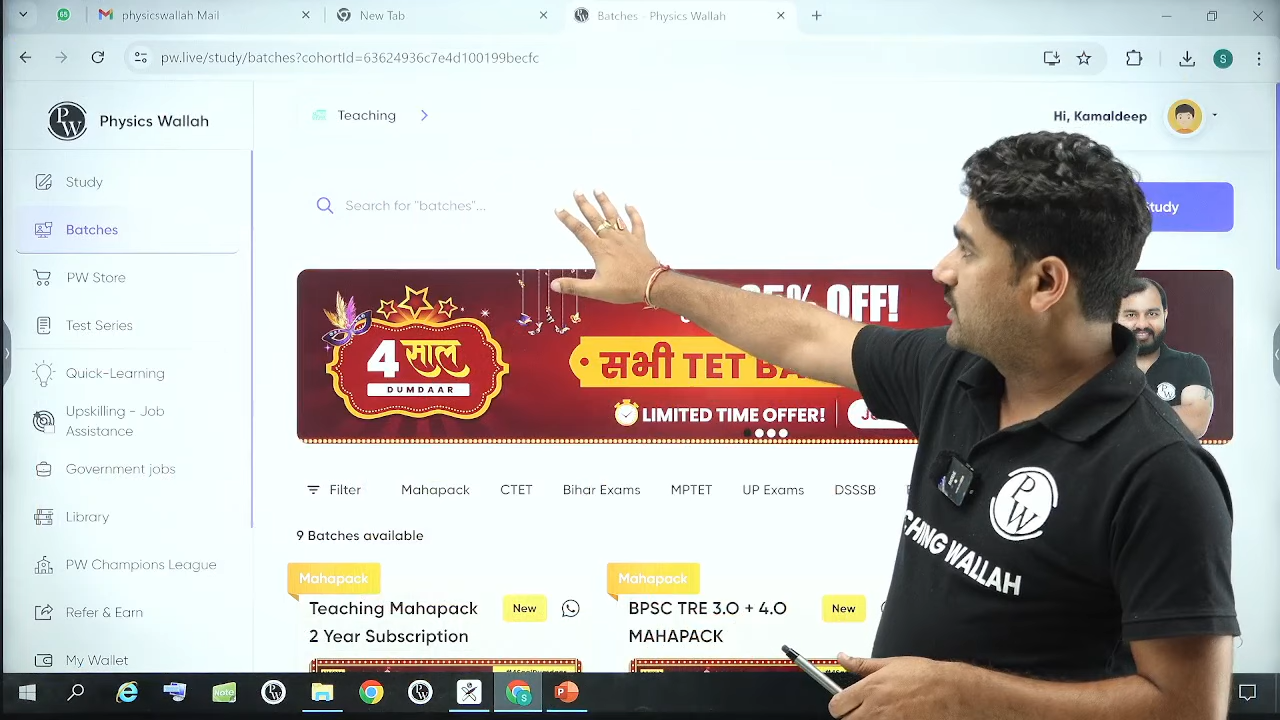 physicswallah Mail
New Tab
Batches - Physics Wallah
pw.live/study/batches?cohortId=63624936c7e4d100199becfc
S
PW
Physics Wallah
Teaching
Hi, Kamaldeep
Study
Batches
PW Store
Test Series
Quick-Learning
Upskilling - Job
Government jobs
Library
PW Champions League
Refer & Earn
My Wallet
Search for "batches"...
Study
OFF!
4 साल
DUMDAAR
सभी TET
LIMITED TIME OFFER!
Filter
Mahapack
CTET
Bihar Exams
MPTET
UP Exams
DSSSB
9 Batches available
Mahapack
Teaching Mahapack
2 Year Subscription
New
Mahapack
BPSC TRE 3.0 + 4.0
MAHAPACK
New
PW
CHING WALLAH